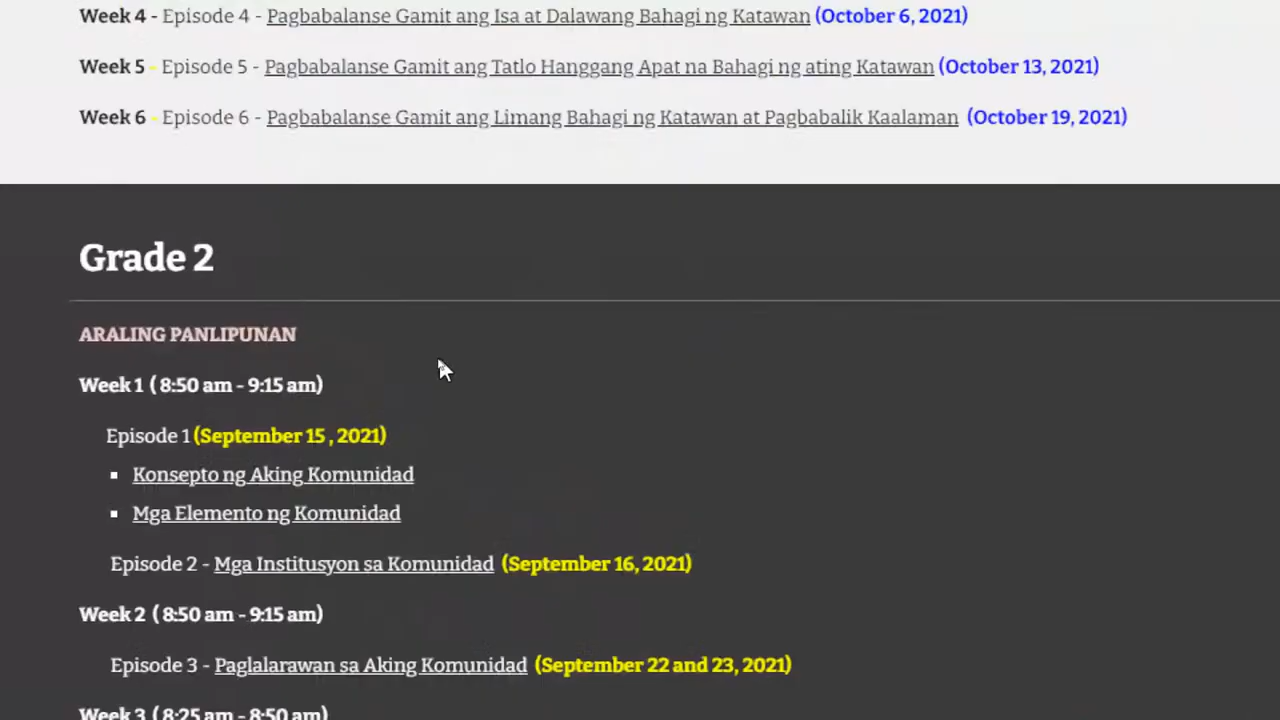 Week 4 - Episode 4 - Pagbabalanse Gamit ang Isa at Dalawang Bahagi ng Katawan (October 6, 2021)
Week 5 - Episode 5 - Pagbabalanse Gamit ang Tatlo Hanggang Apat na Bahagi ng ating Katawan (October 13, 2021)
Week 6 - Episode 6 - Pagbabalanse Gamit ang Limang Bahagi ng Katawan at Pagbabalik Kaalaman (October 19, 2021)
Grade 2
ARALING PANLIPUNAN
Week 1 ( 8:50 am - 9:15 am)
Episode 1 (September 15 , 2021)
▪ Konsepto ng Aking Komunidad
▪ Mga Elemento ng Komunidad
Episode 2 - Mga Institusyon sa Komunidad (September 16, 2021)
Week 2 ( 8:50 am - 9:15 am)
Episode 3 - Paglalarawan sa Aking Komunidad (September 22 and 23, 2021)
Week 3 ( 8:25 am - 8:50 am)